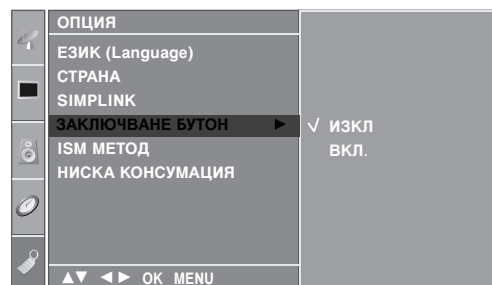 ОПЦИЯ
ЕЗИК (Language)
СТРАНА
SIMPLINK
ЗАКЛЮЧВАНЕ БУТОН ►
√ ИЗКЛ
ВКЛ.
ISM МЕТОД
НИСКА КОНСУМАЦИЯ
▲▼ ◄► OK MENU